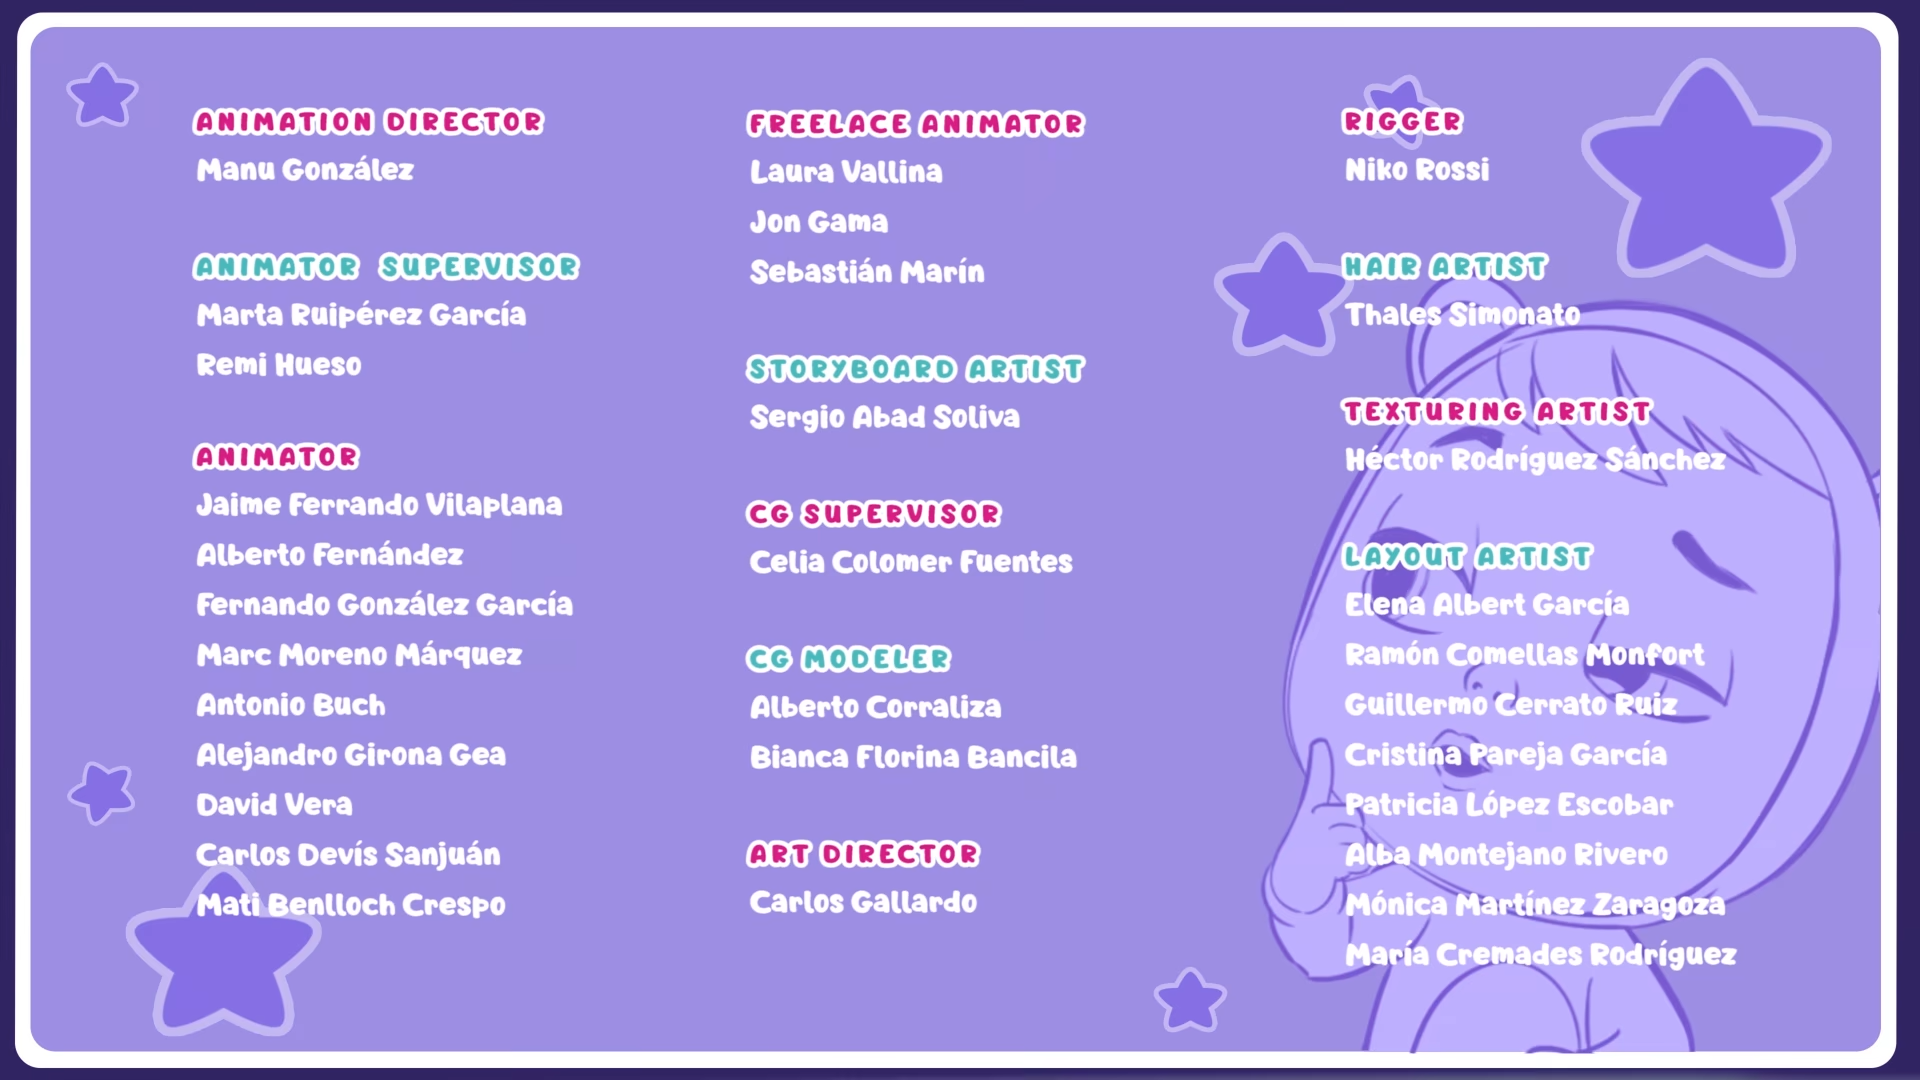 ANIMATION DIRECTOR
Manu González
ANIMATOR SUPERVISOR
Marta Ruipérez García
Remi Hueso
ANIMATOR
Jaime Ferrando Vilaplana
Alberto Fernández
Fernando González García
Marc Moreno Márquez
Antonio Buch
Alejandro Girona Gea
David Vera
Carlos Devís Sanjuán
Mati Benlloch Crespo
FREELACE ANIMATOR
Laura Vallina
Jon Gama
Sebastián Marín
STORYBOARD ARTIST
Sergio Abad Soliva
CG SUPERVISOR
Celia Colomer Fuentes
CG MODELER
Alberto Corraliza
Bianca Florina Bancila
ART DIRECTOR
Carlos Gallardo
RIGGER
Niko Rossi
HAIR ARTIST
Thales Simonato
TEXTURING ARTIST
Héctor Rodríguez Sánchez
LAYOUT ARTIST
Elena Albert García
Ramón Comellas Monfort
Guillermo Cerrato Ruiz
Cristina Pareja García
Patricia López Escobar
Alba Montejano Rivero
Mónica Martínez Zaragoza
María Cremades Rodríguez